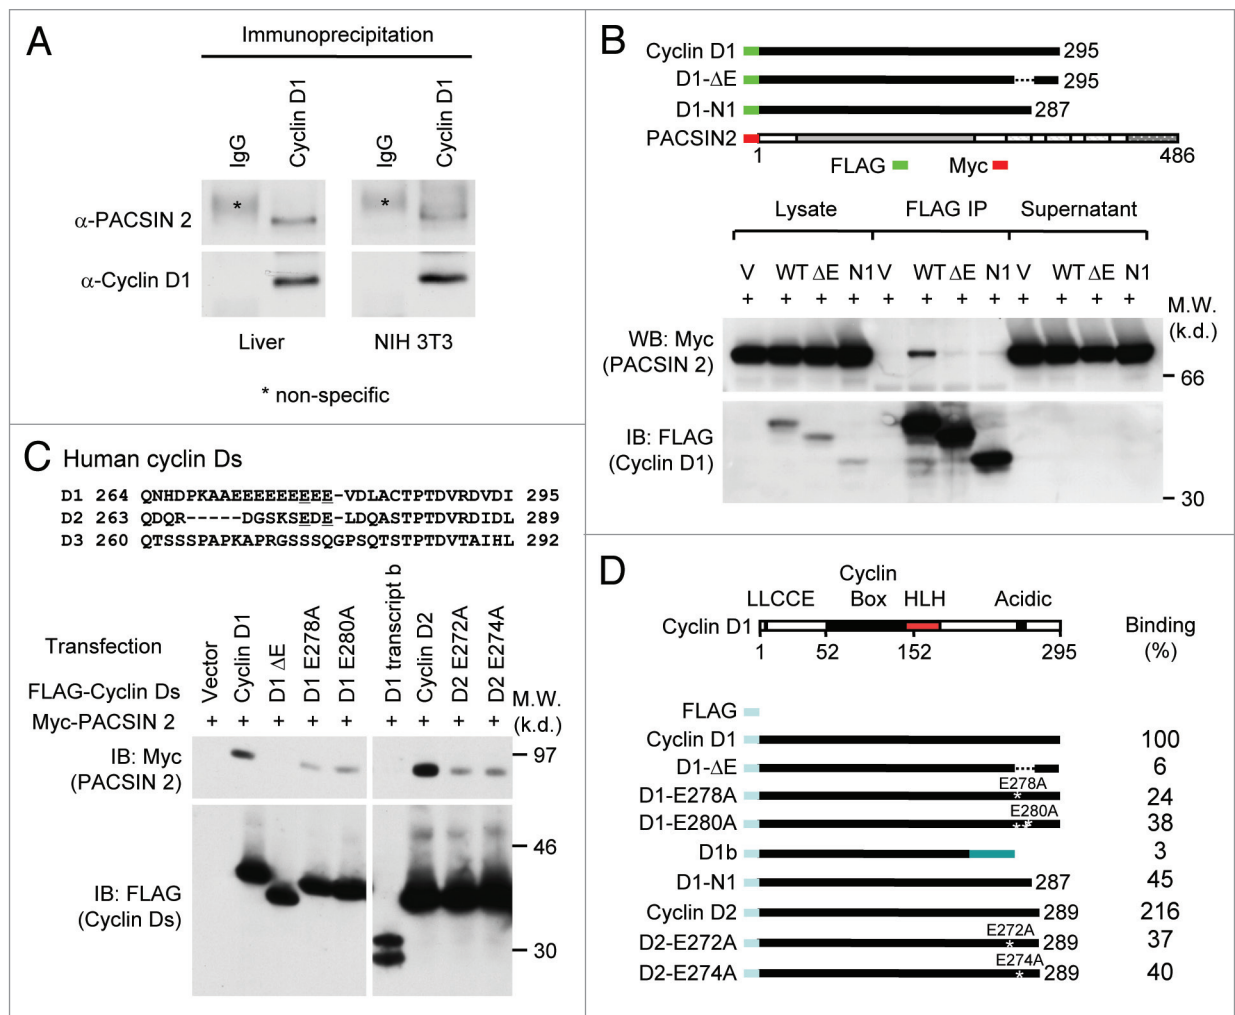 A
Immunoprecipitation
IgG
Cyclin D1
IgG
Cyclin D1
*
*
α-PACSIN 2
α-Cyclin D1
Liver
NIH 3T3
* non-specific
B
Cyclin D1
295
D1-ΔE
295
D1-N1
287
PACSIN2
1
486
FLAG
Myc
Lysate
FLAG IP
Supernatant
V WT ΔE N1 V WT ΔE N1 V WT ΔE N1
+ + + + + + + + + + + +
M.W.
(k.d.)
WB: Myc
(PACSIN 2)
66
IB: FLAG
(Cyclin D1)
30
C
Human cyclin Ds
D1 264 QNHDPKAAEEEEEEEEE-VDLACTPTDVRDVDI 295
D2 263 QDQR-----DGSKSEDE-LDQASTPTDVRDIDL 289
D3 260 QTSSSPAPKAPRGSSSQGPSQTSTPTDVTAIHL 292
Transfection
FLAG-Cyclin Ds
Vector
Cyclin D1
D1 ΔE
D1 E278A
D1 E280A
D1 transcript b
Cyclin D2
D2 E272A
D2 E274A
M.W.
(k.d.)
Myc-PACSIN 2 + + + + + + + + +
IB: Myc
(PACSIN 2)
97
46
IB: FLAG
(Cyclin Ds)
30
D
LLCCE
Cyclin
Box
HLH
Acidic
Cyclin D1
1 52 152 295
Binding
(%)
FLAG
Cyclin D1 100
D1-ΔE 6
E278A
D1-E278A * 24
E280A
D1-E280A ** 38
D1b 3
D1-N1 287 45
Cyclin D2 289 216
E272A
D2-E272A * 289 37
E274A
D2-E274A * 289 40